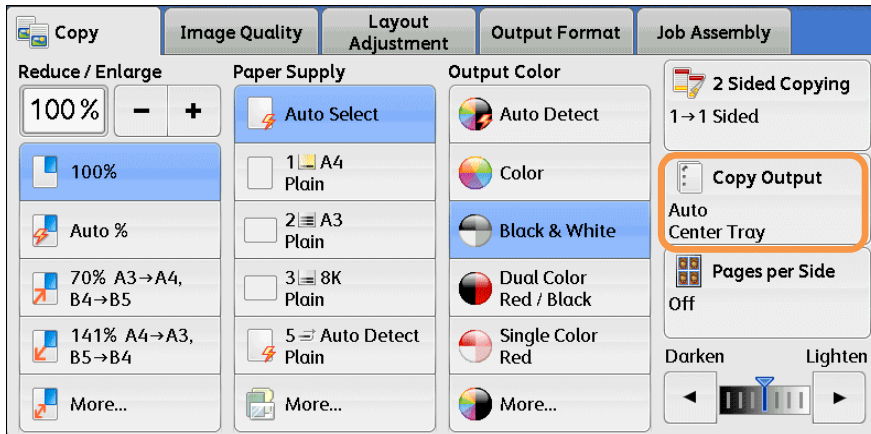 Copy
Image Quality
Layout
Adjustment
Output Format
Job Assembly
Reduce / Enlarge
100%
−
+
100%
Auto %
70% A3→A4,
B4→B5
141% A4→A3,
B5→B4
More...
Paper Supply
Auto Select
1 A4
Plain
2 A3
Plain
3 8K
Plain
5 Auto Detect
Plain
More...
Output Color
Auto Detect
Color
Black & White
Dual Color
Red / Black
Single Color
Red
More...
2 Sided Copying
1→1 Sided
Copy Output
Auto
Center Tray
Pages per Side
Off
Darken Lighten